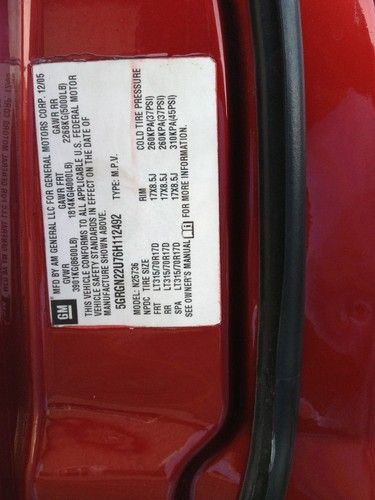 MFD BY AM GENERAL LLC FOR GENERAL MOTORS CORP. 12/05
GVWR GAWR FRT GAWR RR
3901KG(8600LB) 1814KG(4000LB) 2268KG(5000LB)
THIS VEHICLE CONFORMS TO ALL APPLICABLE U.S. FEDERAL MOTOR
VEHICLE SAFETY STANDARDS IN EFFECT ON THE DATE OF
MANUFACTURE SHOWN ABOVE.
5GRGN22U76H112492 TYPE: M.P.V.
MODEL: N25736
NPDC TIRE SIZE RIM COLD TIRE PRESSURE
FRT LT315/70R17D 17X8.5J 260KPA(37PSI)
RR LT315/70R17D 17X8.5J 260KPA(37PSI)
SPA LT315/70R17D 17X8.5J 310KPA(45PSI)
SEE OWNER'S MANUAL FOR MORE INFORMATION.
GM